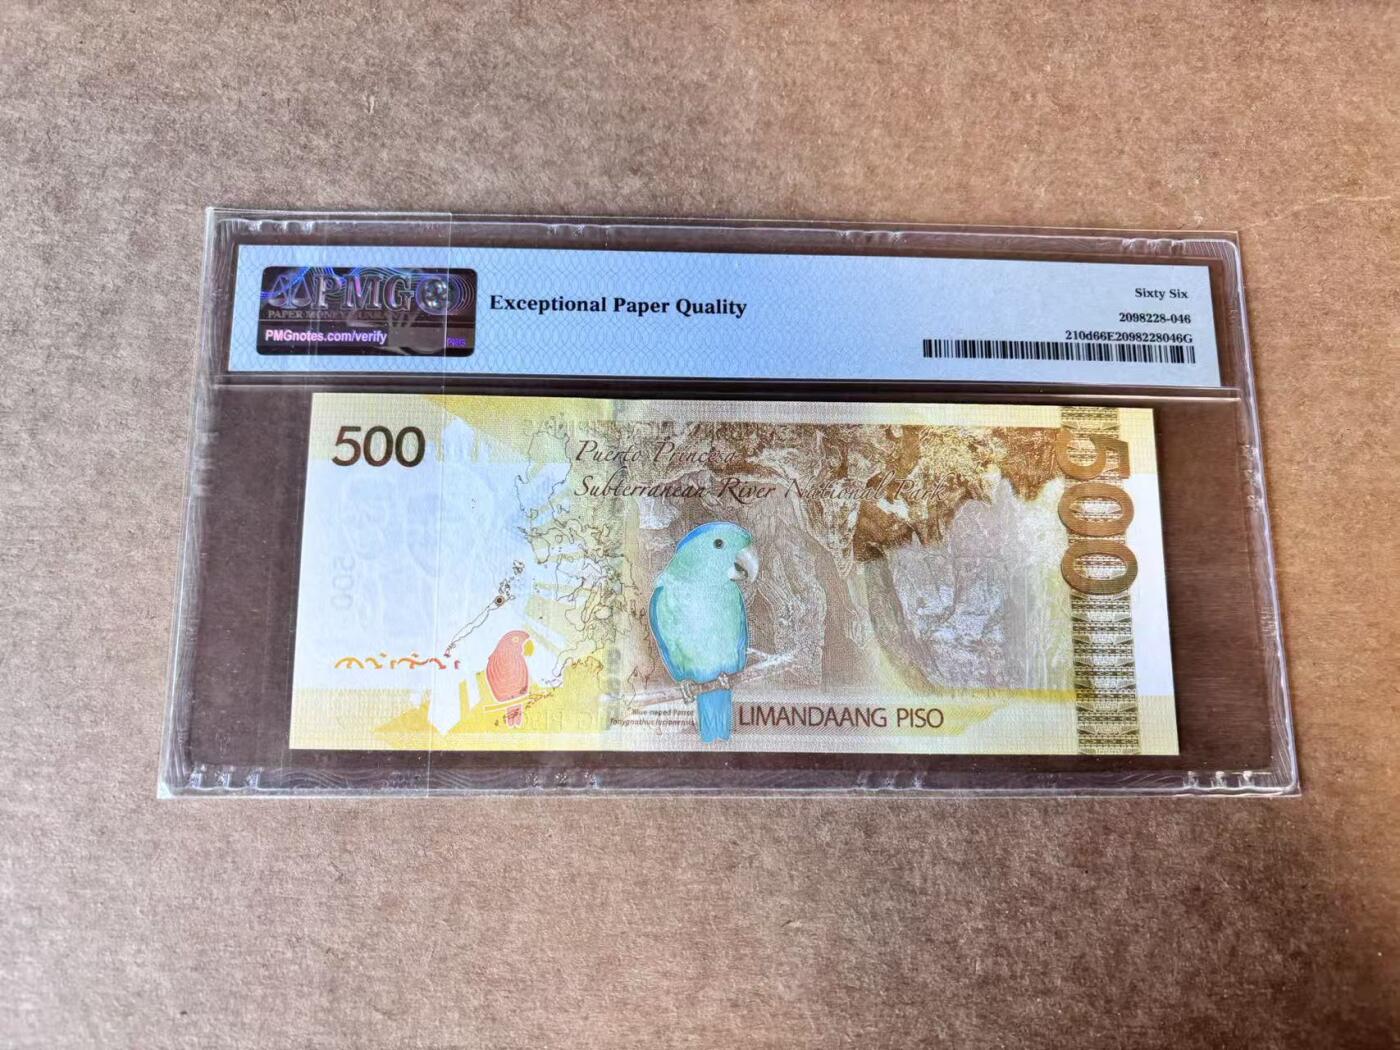 PMG
PAPER MONEY GUARANTY
PMGnotes.com/verify
PMG
Exceptional Paper Quality
Sixty Six
2098228-046
210d66E2098228046G
500
Puerto Princesa
Subterranean River National Park
500
500
Blue-naped Parrot
Tanygnathus lucionensis
LIMANDAANG PISO